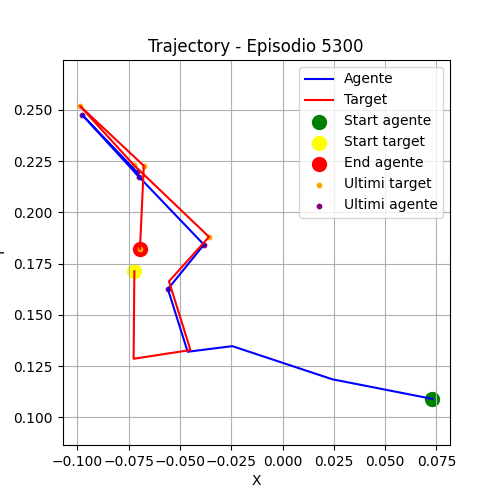 Trajectory - Episodio 5300
Agente
Target
Start agente
Start target
End agente
Ultimi target
Ultimi agente
0.250
0.225
0.200
0.175
0.150
0.125
0.100
−0.100
−0.075
−0.050
−0.025
0.000
0.025
0.050
0.075
X